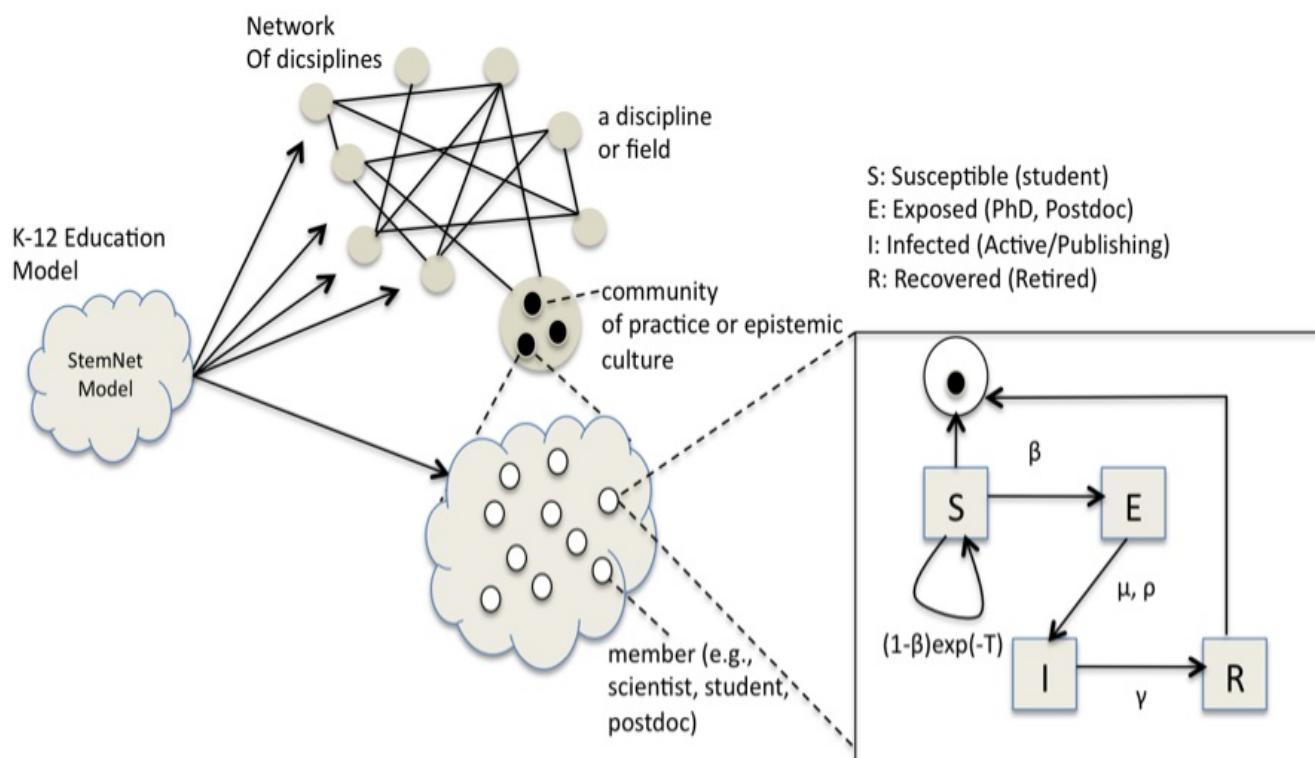 Network
Of dicsiplines
a discipline
or field
K-12 Education
Model
StemNet
Model
community
of practice or epistemic
culture
member (e.g.,
scientist, student,
postdoc)
S: Susceptible (student)
E: Exposed (PhD, Postdoc)
I: Infected (Active/Publishing)
R: Recovered (Retired)
β
S
E
μ, ρ
(1-β)exp(-T)
I
R
γ